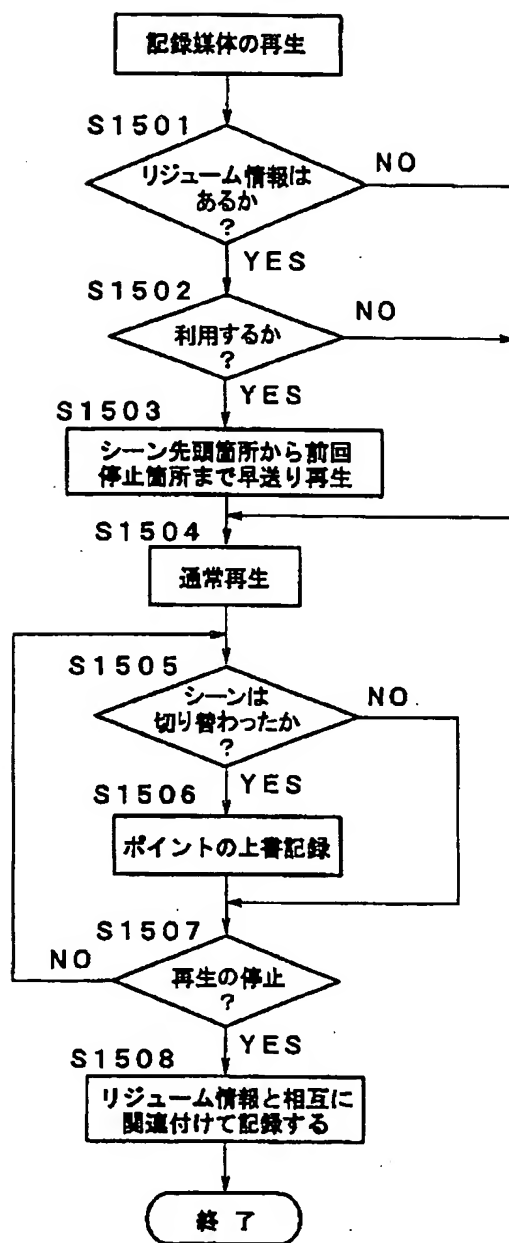 記録媒体の再生
S1501
NO
リジューム情報は
あるか
?
YES
S1502
NO
利用するか
?
YES
S1503
シーン先頭箇所から前回
停止箇所まで早送り再生
S1504
通常再生
S1505
シーンは
切り替わったか
?
NO
YES
S1506
ポイントの上書記録
S1507
NO
再生の停止
?
YES
S1508
リジューム情報と相互に
関連付けて記録する
終了